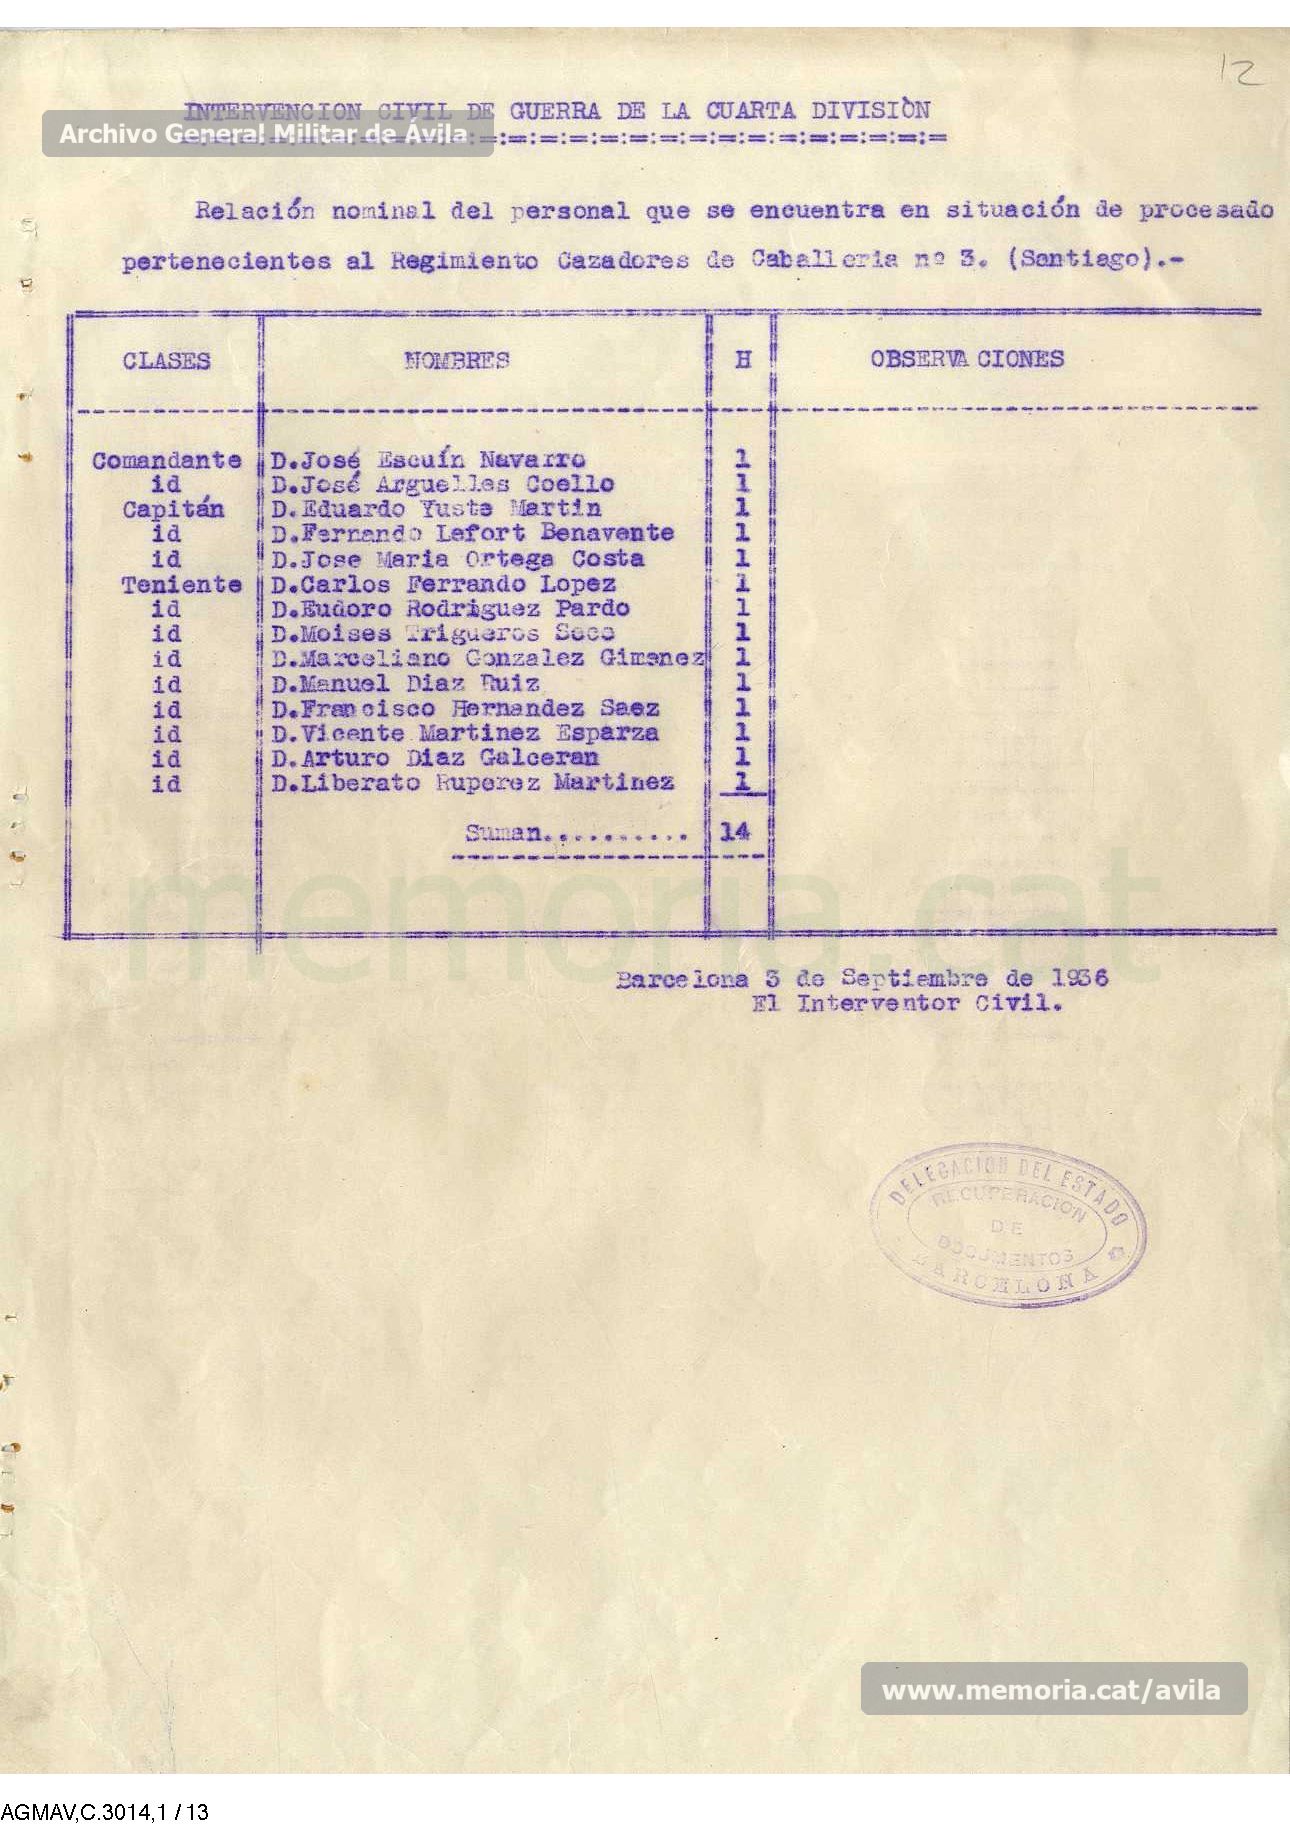 12
INTERVENCION CIVIL DE GUERRA DE LA CUARTA DIVISIÒN
Archivo General Militar de Ávila
Relación nominal del personal que se encuentra en situación de procesado
pertenecientes al Regimiento Cazadores de Caballeria nº 3. (Santiago).-
CLASES NOMBRES H OBSERVACIONES
Comandante D.José Escuín Navarro 1
id D.José Arguelles Coello 1
Capitán D.Eduardo Yuste Martin 1
id D.Fernando Lefort Benavente 1
id D.Jose Maria Ortega Costa 1
Teniente D.Carlos Ferrando Lopez 1
id D.Eudoro Rodriguez Pardo 1
id D.Moises Trigueros Seco 1
id D.Marceliano Gonzalez Gimenez 1
id D.Manuel Diaz Ruiz 1
id D.Francisco Hernandez Saez 1
id D.Vicente Martinez Esparza 1
id D.Arturo Diaz Galceran 1
id D.Liberato Ruperez Martinez 1
Suman.......... 14
memoria.cat
Barcelona 3 de Septiembre de 1936
El Interventor Civil.
DELEGACION DEL ESTADO
RECUPERACION
DE
DOCUMENTOS
BARCELONA
www.memoria.cat/avila
AGMAV,C.3014,1 / 13